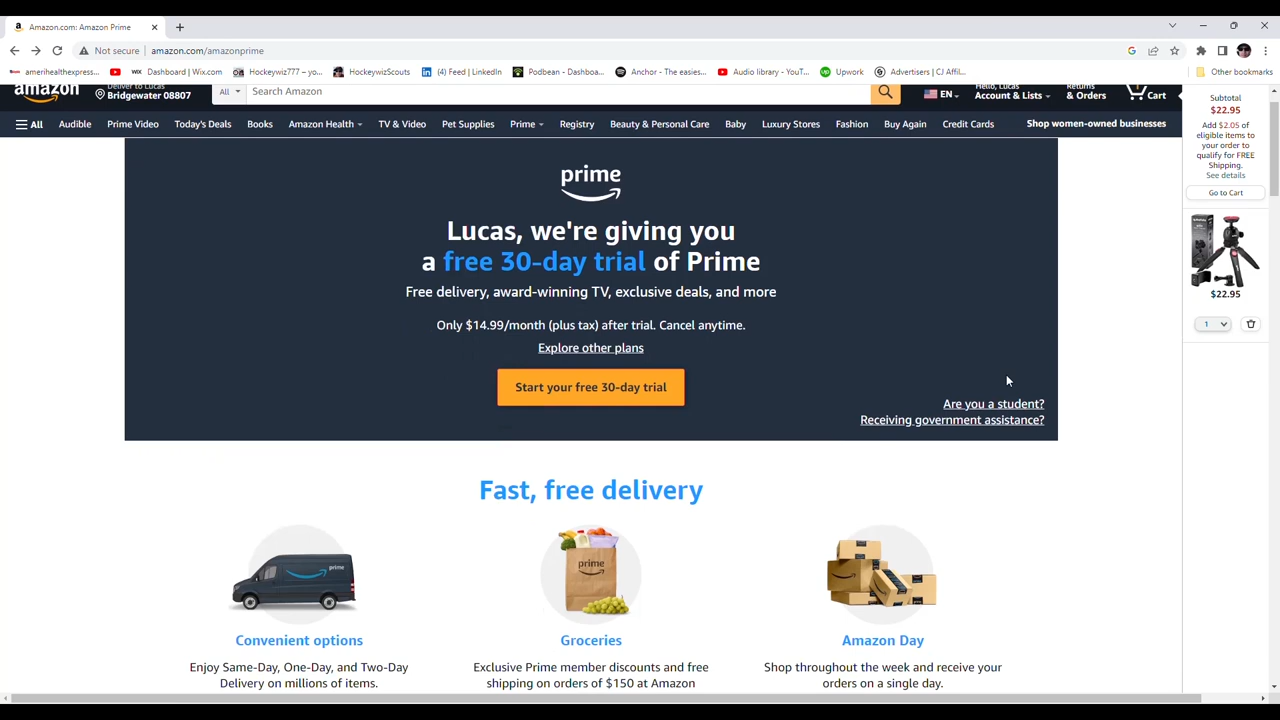 Amazon.com: Amazon Prime
Not secure amazon.com/amazonprime
amerihealthexpress... Dashboard | Wix.com Hockeywiz777 – yo... HockeywizScouts (4) Feed | LinkedIn Podbean - Dashboa... Anchor - The easies... Audio library - YouT... Upwork Advertisers | CJ Affil... Other bookmarks
amazon
Deliver to Lucas
Bridgewater 08807
All Search Amazon
EN
Hello, Lucas
Account & Lists
Returns
& Orders
Cart
All Audible Prime Video Today's Deals Books Amazon Health TV & Video Pet Supplies Registry Beauty & Personal Care Baby Luxury Stores Fashion Buy Again Credit Cards Shop women-owned businesses
prime
Lucas, we're giving you
a free 30-day trial of Prime
Free delivery, award-winning TV, exclusive deals, and more
Only $14.99/month (plus tax) after trial. Cancel anytime.
Explore other plans
Start your free 30-day trial
Are you a student?
Receiving government assistance?
Subtotal
$22.95
Add $2.05 of
eligible items to
your order to
qualify for FREE
Shipping.
See details
Go to Cart
$22.95
1
Fast, free delivery
prime
Convenient options
Enjoy Same-Day, One-Day, and Two-Day
Delivery on millions of items.
prime
Groceries
Exclusive Prime member discounts and free
shipping on orders of $150 at Amazon
Amazon Day
Shop throughout the week and receive your
orders on a single day.